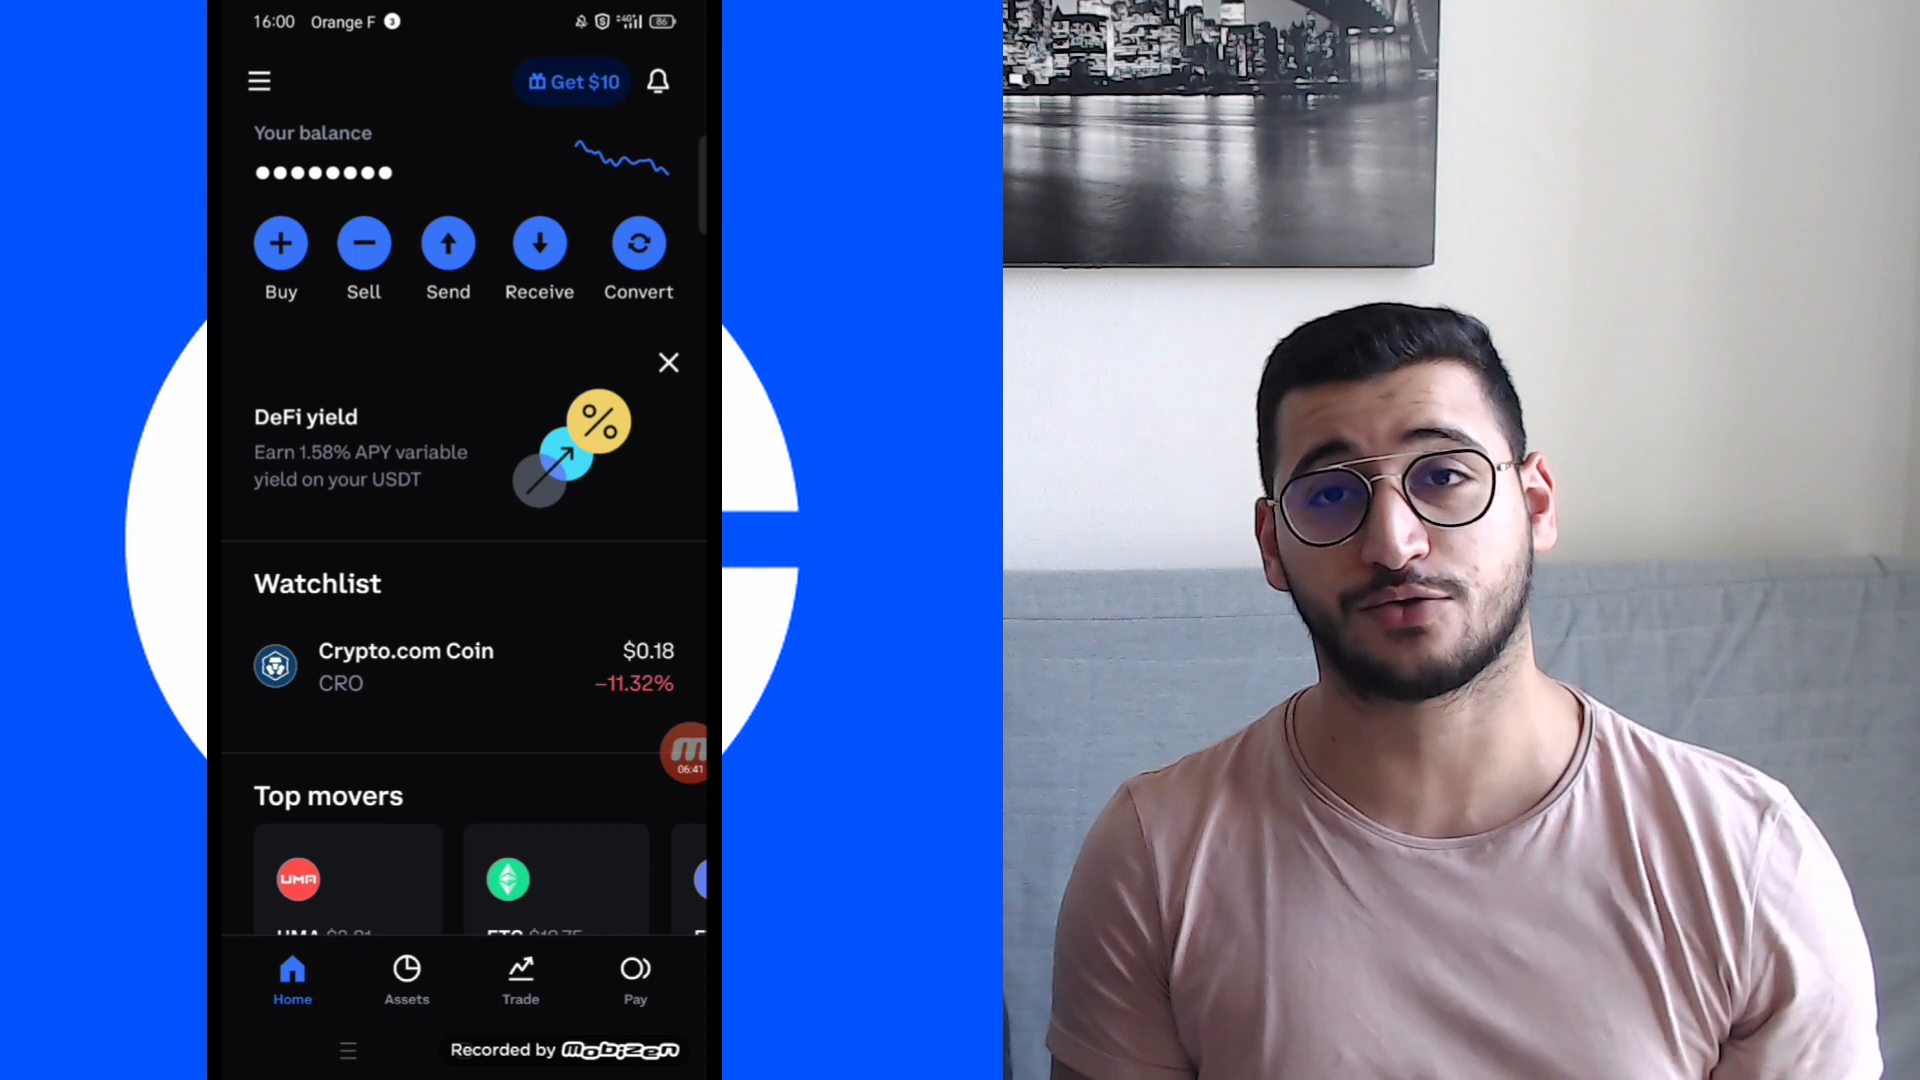 16:00 Orange F 3
86
Get $10
Your balance
Buy Sell Send Receive Convert
DeFi yield
Earn 1.58% APY variable
yield on your USDT
Watchlist
Crypto.com Coin $0.18
CRO -11.32%
06:41
Top movers
UMA
Home Assets Trade Pay
Recorded by mobizen